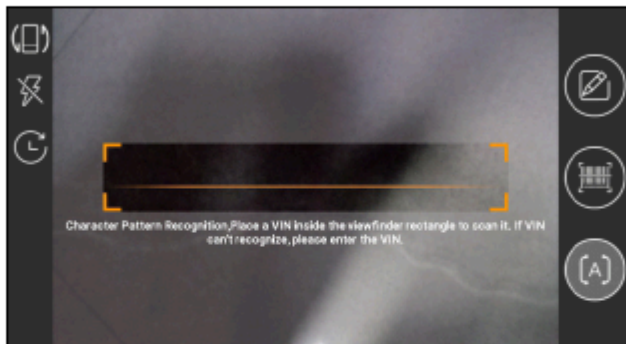 Character Pattern Recognition,Place a VIN inside the viewfinder rectangle to scan it. If VIN
can't recognize,please enter the VIN.
[A]